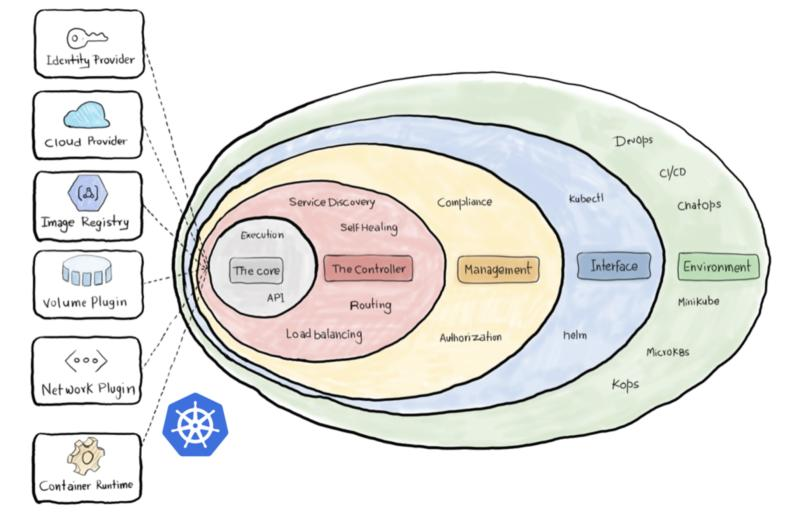 Identity Provider
Cloud Provider
Image Registry
Volume Plugin
Network Plugin
Container Runtime
Execution
The core
API
Service Discovery
Self Healing
The Controller
Routing
Load balancing
Compliance
Management
Authorization
Kubectl
Interface
helm
DevOps
CI/CD
Chatops
Environment
Minikube
MicroK8s
Kops